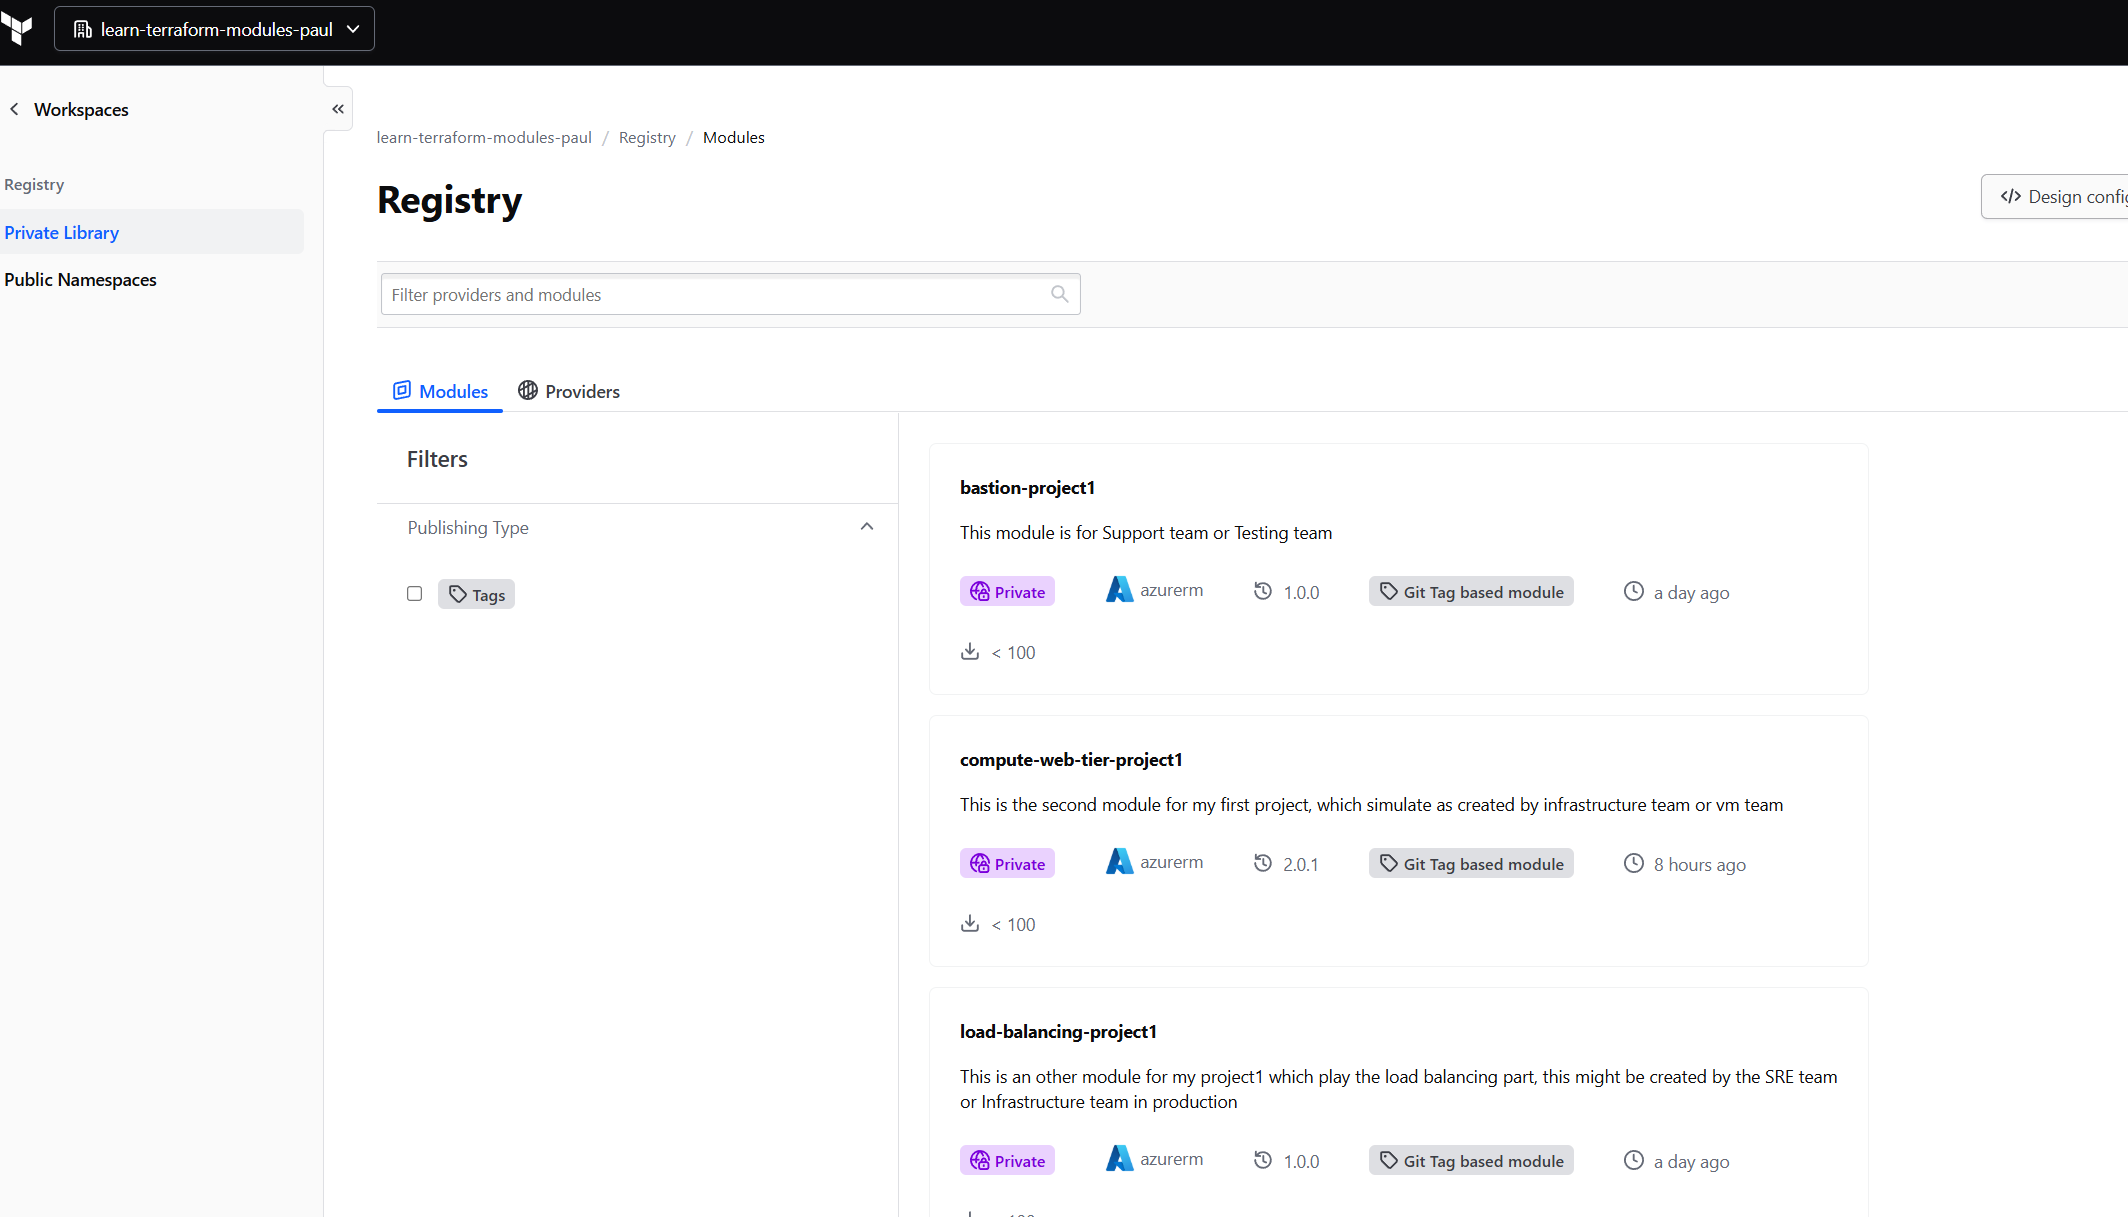 learn-terraform-modules-paul
Workspaces
Registry
Private Library
Public Namespaces
learn-terraform-modules-paul / Registry / Modules
Registry
</> Design config
Filter providers and modules
Modules
Providers
Filters
Publishing Type
Tags
bastion-project1
This module is for Support team or Testing team
Private
azurerm
1.0.0
Git Tag based module
a day ago
< 100
compute-web-tier-project1
This is the second module for my first project, which simulate as created by infrastructure team or vm team
Private
azurerm
2.0.1
Git Tag based module
8 hours ago
< 100
load-balancing-project1
This is an other module for my project1 which play the load balancing part, this might be created by the SRE team
or Infrastructure team in production
Private
azurerm
1.0.0
Git Tag based module
a day ago